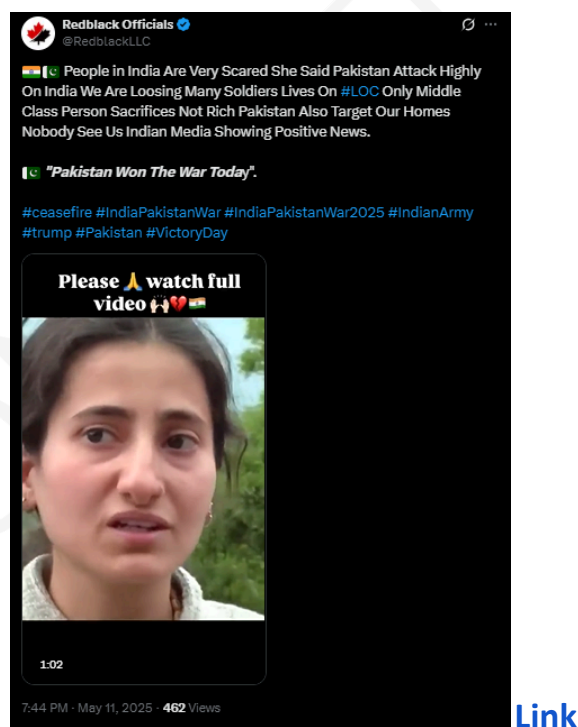 Redblack Officials
@RedblackLLC
🇮🇳🇵🇰 People in India Are Very Scared She Said Pakistan Attack Highly
On India We Are Loosing Many Soldiers Lives On #LOC Only Middle
Class Person Sacrifices Not Rich Pakistan Also Target Our Homes
Nobody See Us Indian Media Showing Positive News.
🇵🇰 "Pakistan Won The War Today".
#ceasefire #IndiaPakistanWar #IndiaPakistanWar2025 #IndianArmy
#trump #Pakistan #VictoryDay
Please 🙏 watch full
video 🙌🏻💔🇮🇳
1:02
7:44 PM · May 11, 2025 · 462 Views
Link